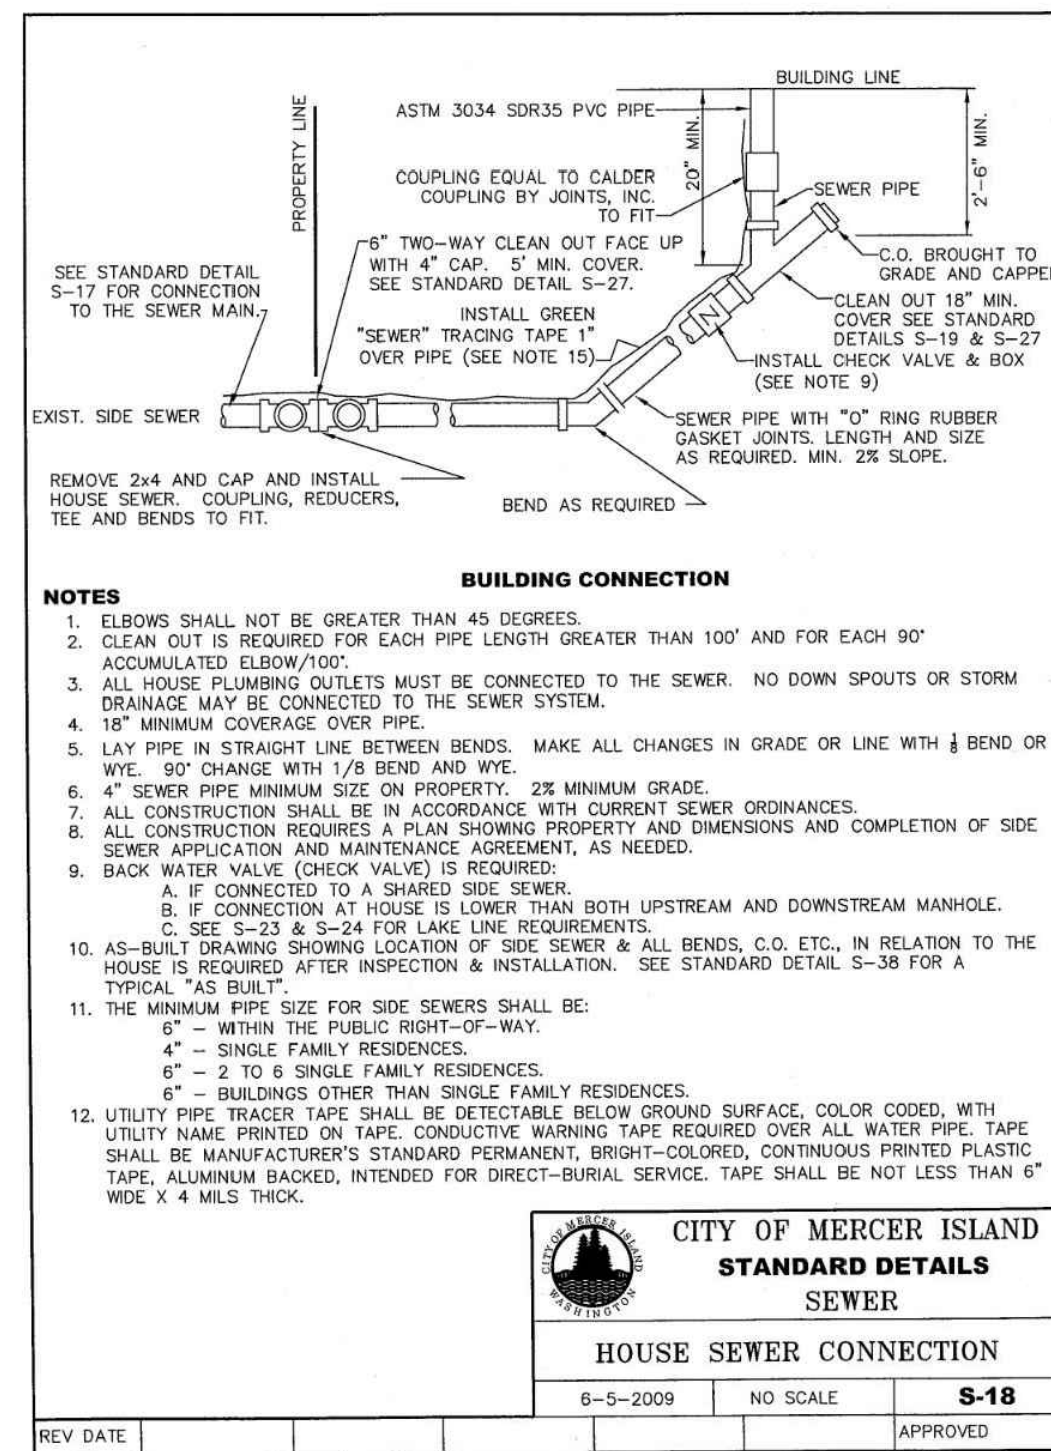 BUILDING LINE
PROPERTY LINE
ASTM 3034 SDR35 PVC PIPE
20" MIN.
2'-6" MIN.
COUPLING EQUAL TO CALDER
COUPLING BY JOINTS, INC.
TO FIT
SEWER PIPE
6" TWO-WAY CLEAN OUT FACE UP
WITH 4" CAP. 5' MIN. COVER.
SEE STANDARD DETAIL S-27.
C.O. BROUGHT TO
GRADE AND CAPPE
SEE STANDARD DETAIL
S-17 FOR CONNECTION
TO THE SEWER MAIN.
CLEAN OUT 18" MIN.
COVER SEE STANDARD
DETAILS S-19 & S-27
INSTALL GREEN
"SEWER" TRACING TAPE 1"
OVER PIPE (SEE NOTE 15)
N
INSTALL CHECK VALVE & BOX
(SEE NOTE 9)
EXIST. SIDE SEWER
SEWER PIPE WITH "O" RING RUBBER
GASKET JOINTS. LENGTH AND SIZE
AS REQUIRED. MIN. 2% SLOPE.
REMOVE 2x4 AND CAP AND INSTALL
HOUSE SEWER. COUPLING, REDUCERS,
TEE AND BENDS TO FIT.
BEND AS REQUIRED
BUILDING CONNECTION
NOTES
1. ELBOWS SHALL NOT BE GREATER THAN 45 DEGREES.
2. CLEAN OUT IS REQUIRED FOR EACH PIPE LENGTH GREATER THAN 100' AND FOR EACH 90°
ACCUMULATED ELBOW/100°.
3. ALL HOUSE PLUMBING OUTLETS MUST BE CONNECTED TO THE SEWER. NO DOWN SPOUTS OR STORM
DRAINAGE MAY BE CONNECTED TO THE SEWER SYSTEM.
4. 18" MINIMUM COVERAGE OVER PIPE.
5. LAY PIPE IN STRAIGHT LINE BETWEEN BENDS. MAKE ALL CHANGES IN GRADE OR LINE WITH 1/8 BEND OR
WYE. 90° CHANGE WITH 1/8 BEND AND WYE.
6. 4" SEWER PIPE MINIMUM SIZE ON PROPERTY. 2% MINIMUM GRADE.
7. ALL CONSTRUCTION SHALL BE IN ACCORDANCE WITH CURRENT SEWER ORDINANCES.
8. ALL CONSTRUCTION REQUIRES A PLAN SHOWING PROPERTY AND DIMENSIONS AND COMPLETION OF SIDE
SEWER APPLICATION AND MAINTENANCE AGREEMENT, AS NEEDED.
9. BACK WATER VALVE (CHECK VALVE) IS REQUIRED:
A. IF CONNECTED TO A SHARED SIDE SEWER.
B. IF CONNECTION AT HOUSE IS LOWER THAN BOTH UPSTREAM AND DOWNSTREAM MANHOLE.
C. SEE S-23 & S-24 FOR LAKE LINE REQUIREMENTS.
10. AS-BUILT DRAWING SHOWING LOCATION OF SIDE SEWER & ALL BENDS, C.O. ETC., IN RELATION TO THE
HOUSE IS REQUIRED AFTER INSPECTION & INSTALLATION. SEE STANDARD DETAIL S-38 FOR A
TYPICAL "AS BUILT".
11. THE MINIMUM PIPE SIZE FOR SIDE SEWERS SHALL BE:
6" - WITHIN THE PUBLIC RIGHT-OF-WAY.
4" - SINGLE FAMILY RESIDENCES.
6" - 2 TO 6 SINGLE FAMILY RESIDENCES.
6" - BUILDINGS OTHER THAN SINGLE FAMILY RESIDENCES.
12. UTILITY PIPE TRACER TAPE SHALL BE DETECTABLE BELOW GROUND SURFACE, COLOR CODED, WITH
UTILITY NAME PRINTED ON TAPE. CONDUCTIVE WARNING TAPE REQUIRED OVER ALL WATER PIPE. TAPE
SHALL BE MANUFACTURER'S STANDARD PERMANENT, BRIGHT-COLORED, CONTINUOUS PRINTED PLASTIC
TAPE, ALUMINUM BACKED, INTENDED FOR DIRECT-BURIAL SERVICE. TAPE SHALL BE NOT LESS THAN 6"
WIDE X 4 MILS THICK.
CITY OF MERCER ISLAND
WASHINGTON
CITY OF MERCER ISLAND
STANDARD DETAILS
SEWER
HOUSE SEWER CONNECTION
6-5-2009 NO SCALE S-18
REV DATE APPROVED